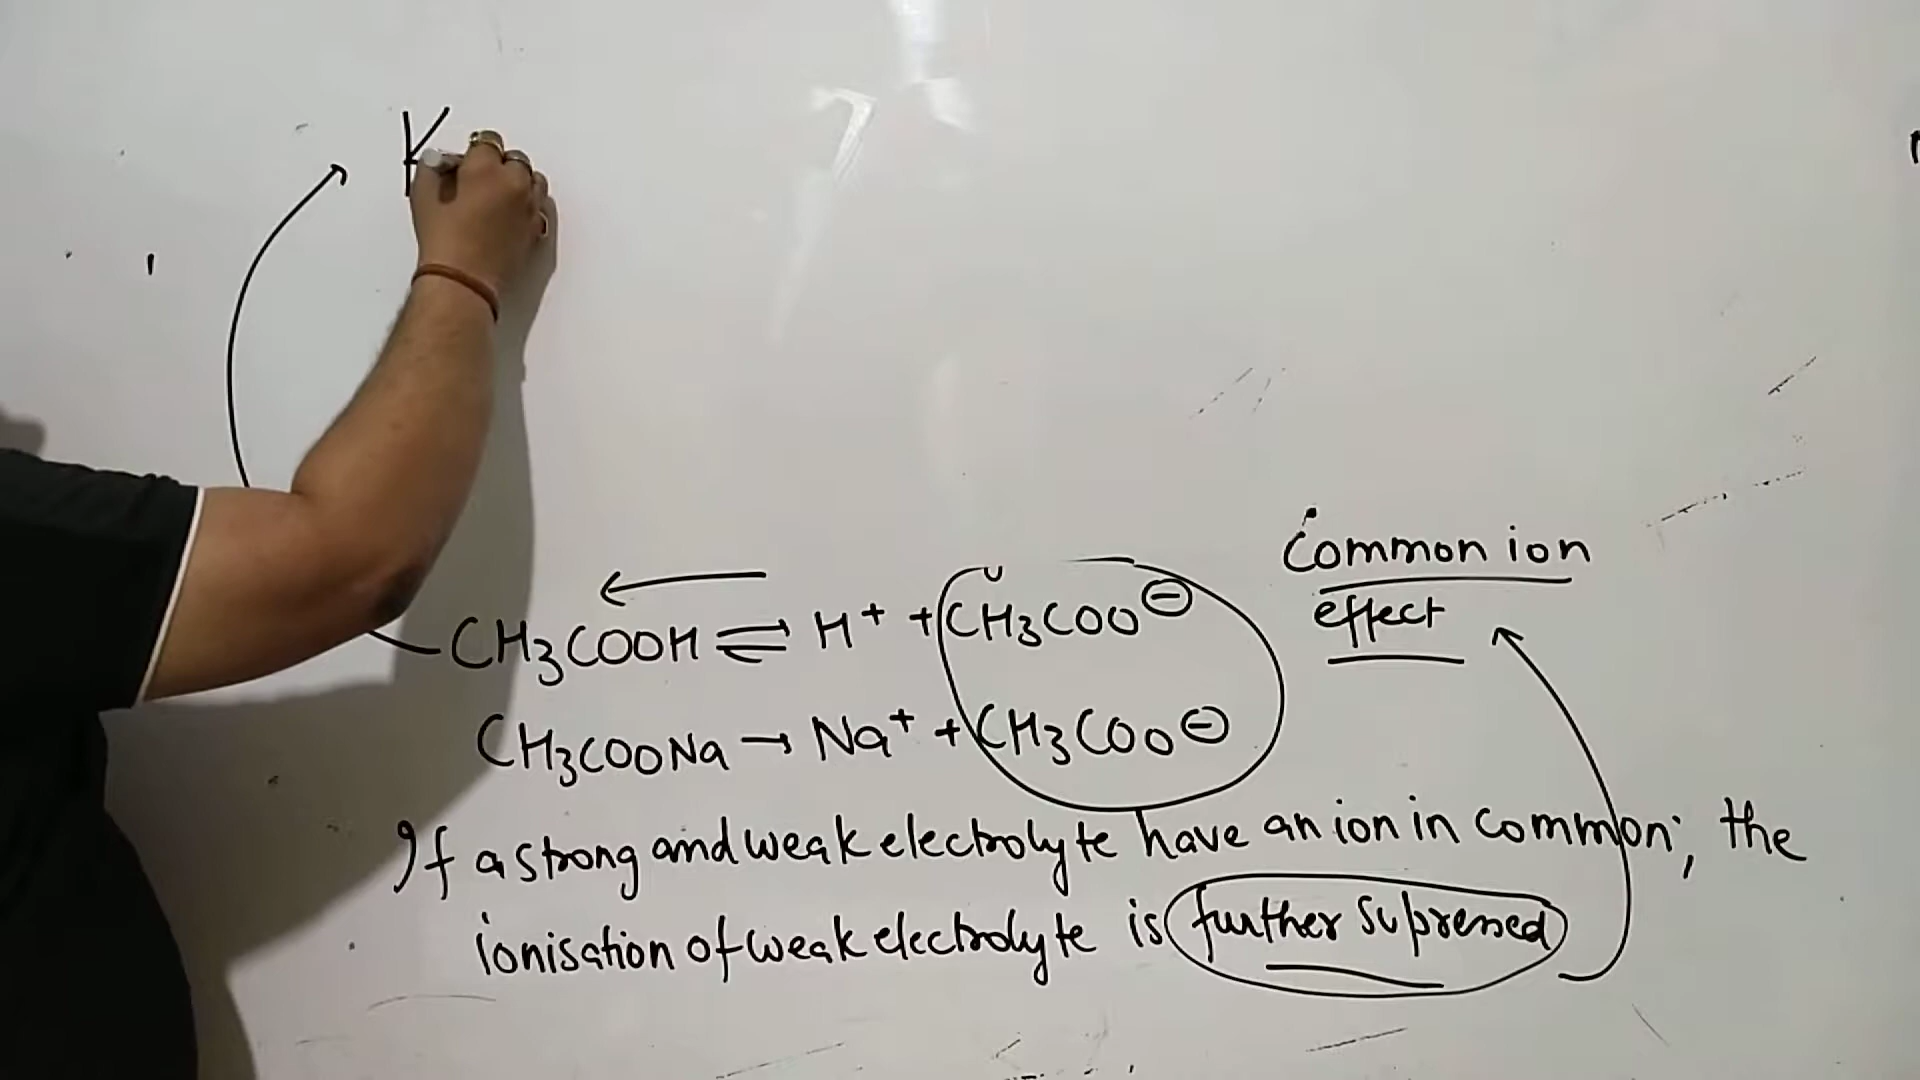 K
Common ion
effect
CH3COOH ⇌ H+ + CH3COO⊖
CH3COONa → Na+ + CH3COO⊖
If a strong and weak electrolyte have an ion in common; the
ionisation of weak electrolyte is further supressed